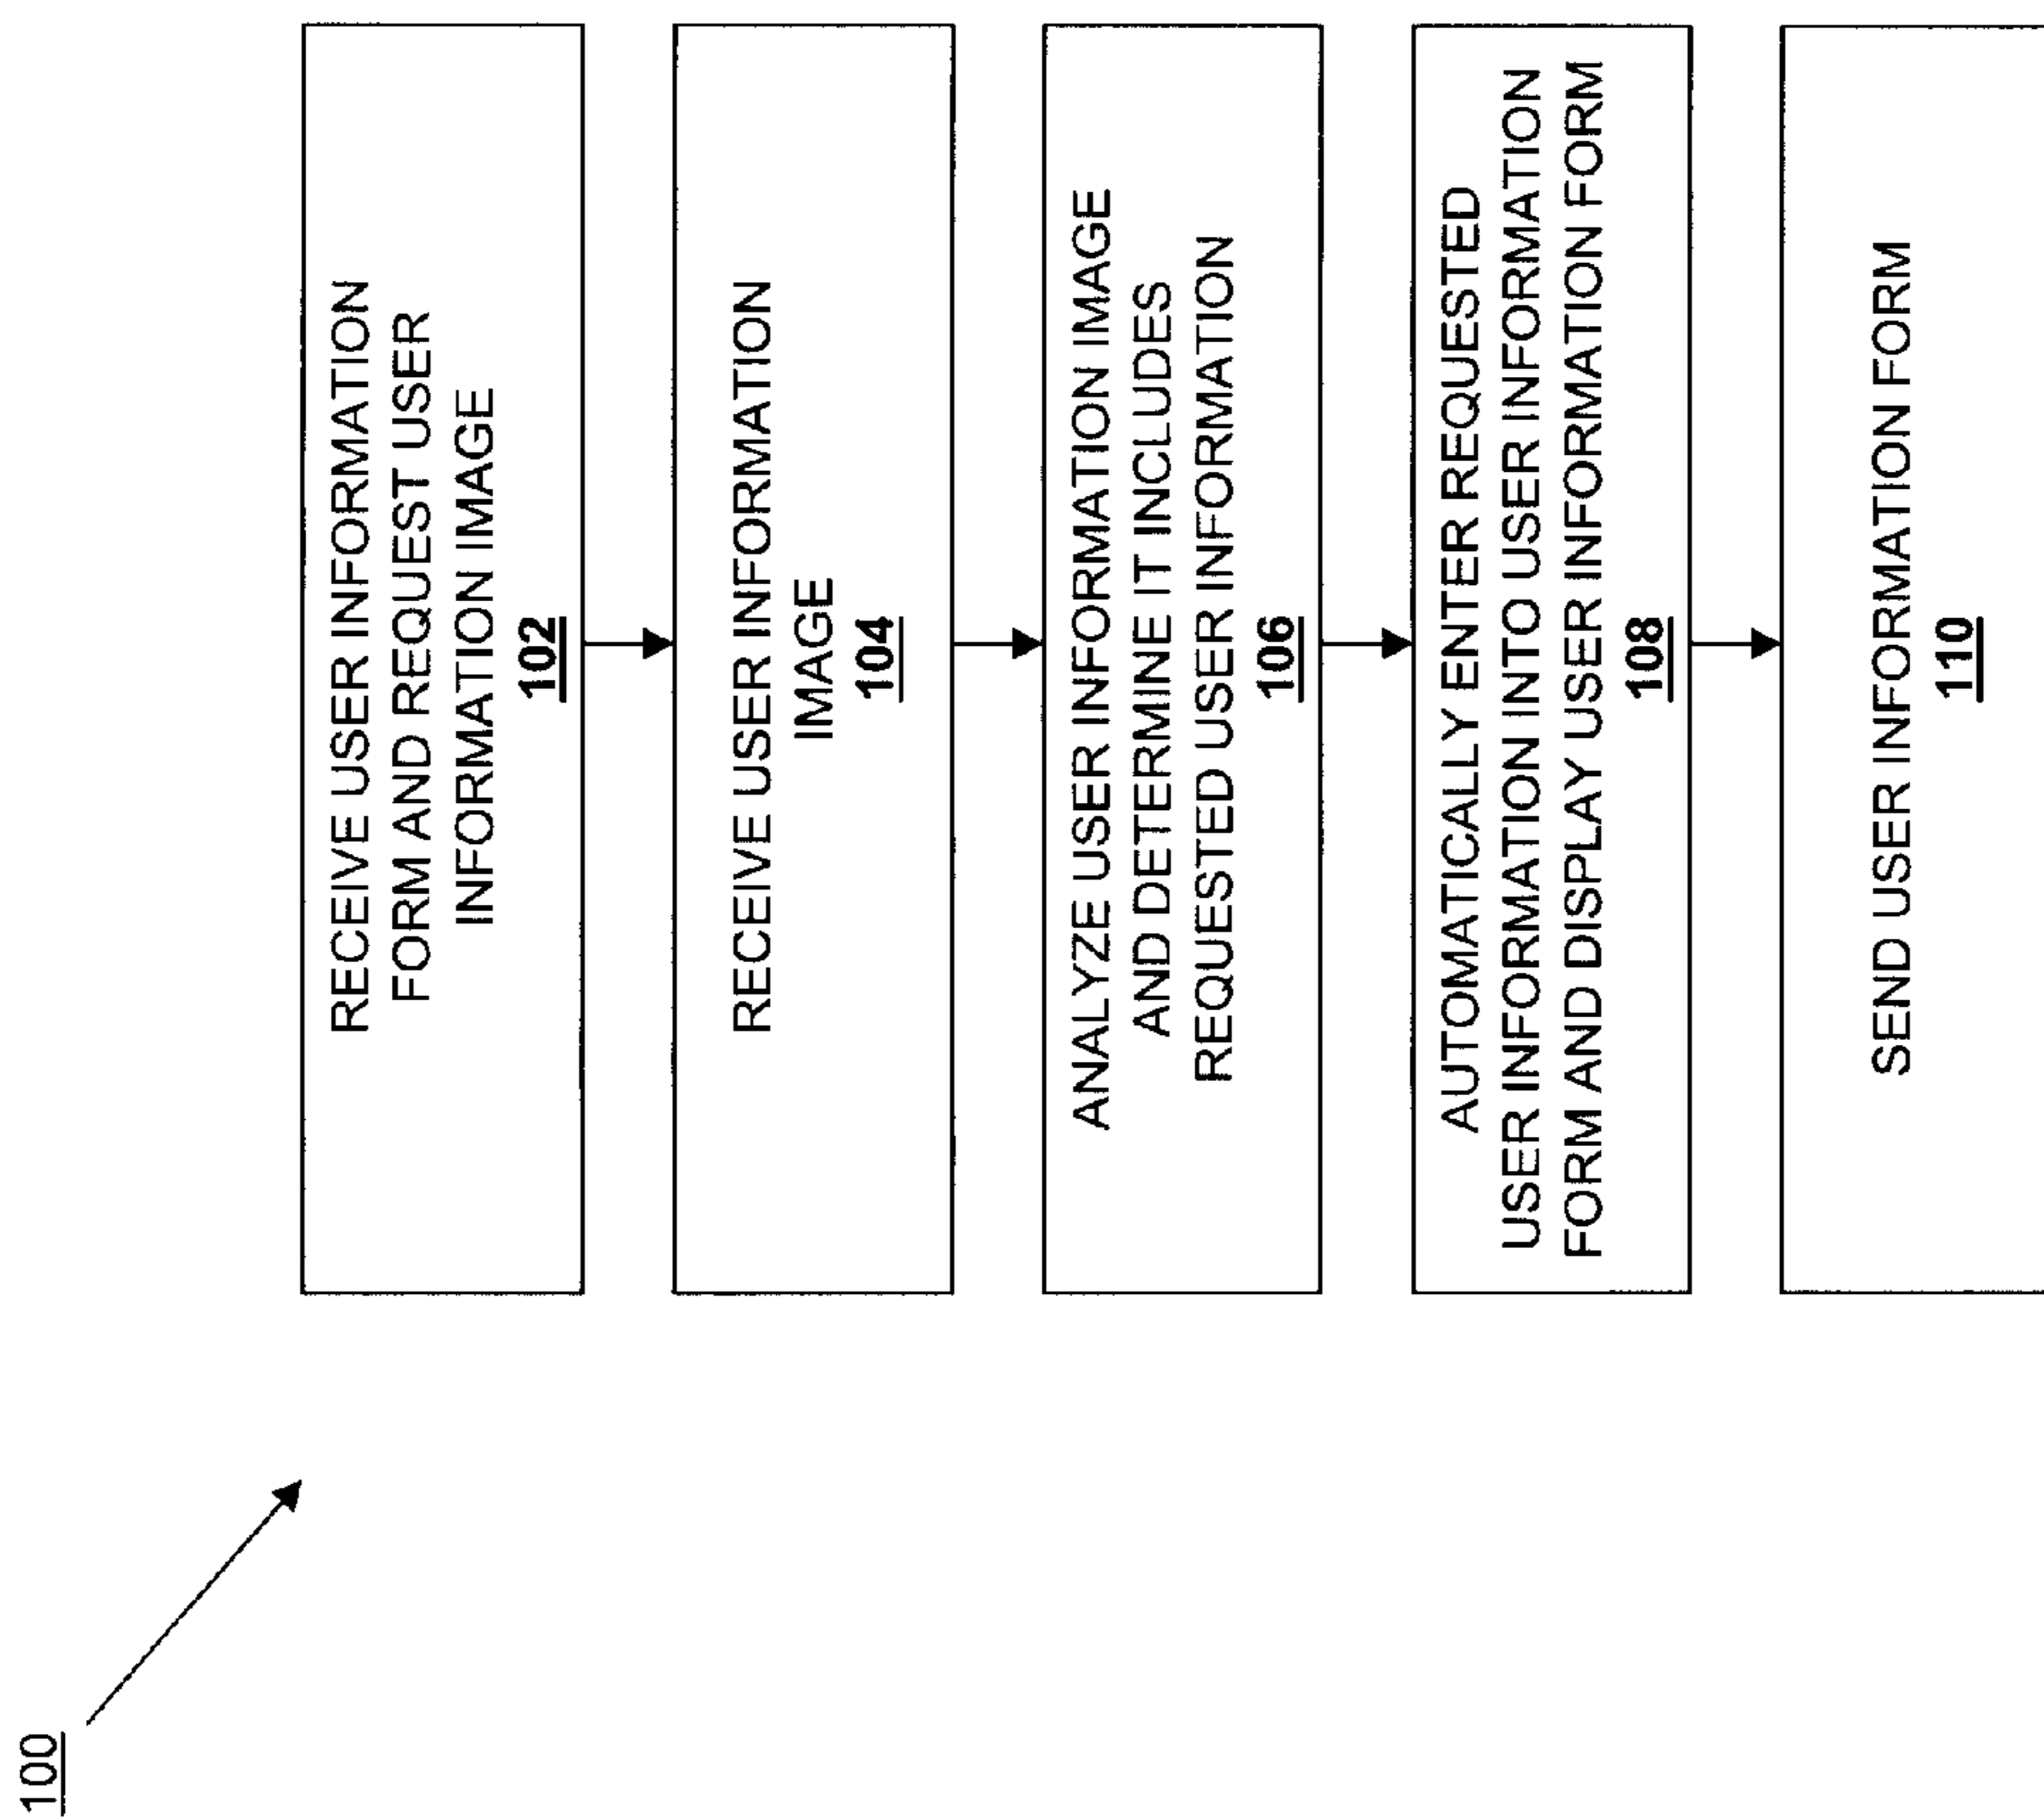 100
RECEIVE USER INFORMATION
FORM AND REQUEST USER
INFORMATION IMAGE
102
RECEIVE USER INFORMATION
IMAGE
104
ANALYZE USER INFORMATION IMAGE
AND DETERMINE IT INCLUDES
REQUESTED USER INFORMATION
106
AUTOMATICALLY ENTER REQUESTED
USER INFORMATION INTO USER INFORMATION
FORM AND DISPLAY USER INFORMATION FORM
108
SEND USER INFORMATION FORM
110